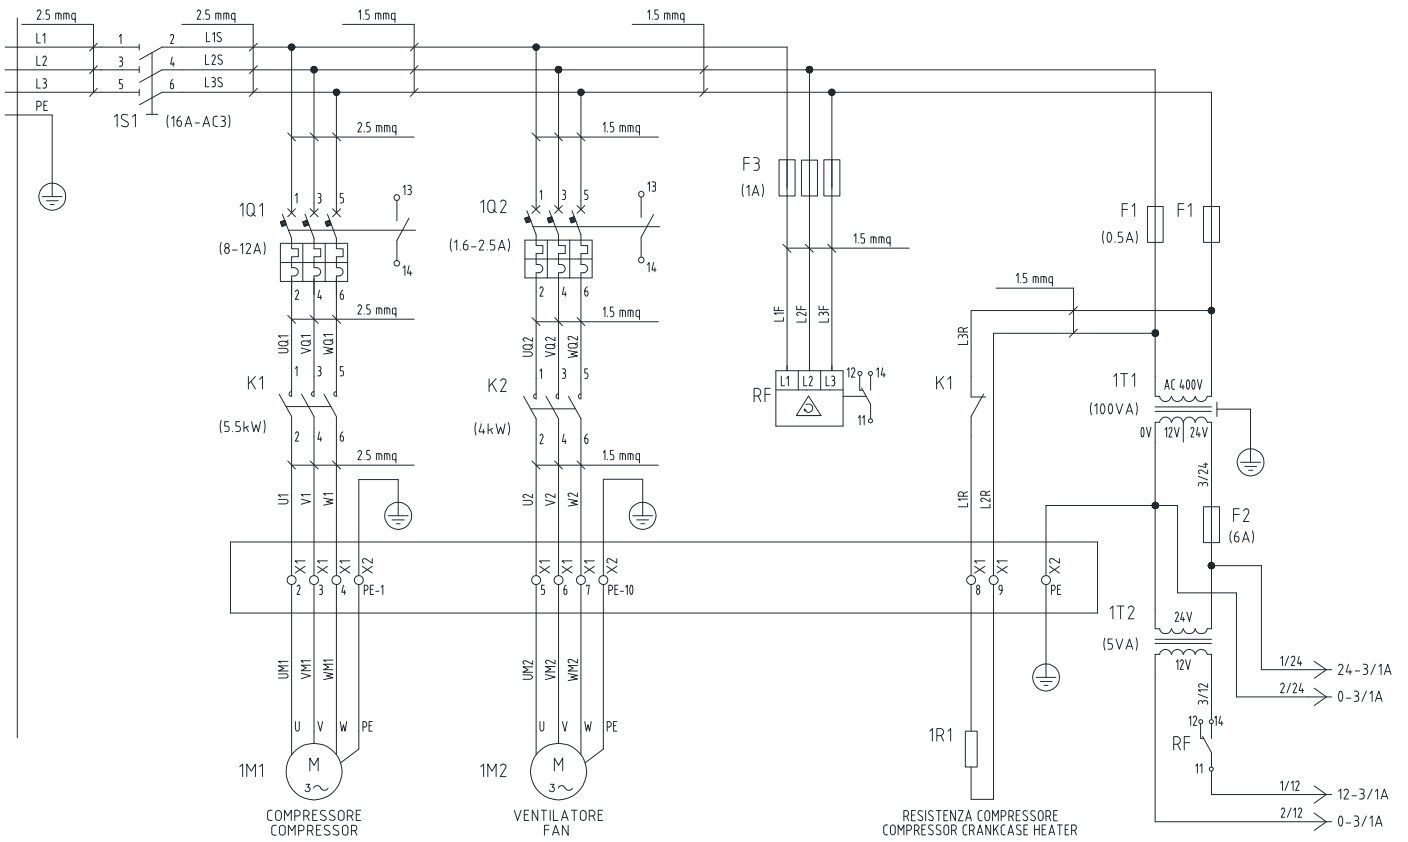 2.5 mmq
2.5 mmq
1.5 mmq
1.5 mmq
L1 1 2 L1S
L2 3 4 L2S
L3 5 6 L3S
PE
1S1 (16A-AC3)
2.5 mmq
1.5 mmq
F3
(1A)
1 3 5 13
1Q1
(8-12A)
14
2 4 6
1 3 5 13
1Q2
(1.6-2.5A)
14
2 4 6
F1 F1
(0.5A)
1.5 mmq
1.5 mmq
2.5 mmq
1.5 mmq
UQ1 VQ1 WQ1
UQ2 VQ2 WQ2
L1F L2F L3F
L3R
1 3 5
K1
(5.5kW)
2 4 6
1 3 5
K2
(4kW)
2 4 6
L1 L2 L3
RF
12 14
11
K1
1T1
(100VA)
AC 400V
0V 12V 24V
2.5 mmq
1.5 mmq
U1 V1 W1
U2 V2 W2
L1R L2R
3/24
F2
(6A)
X1 X1 X1 X2
2 3 4 PE-1
X1 X1 X1 X2
5 6 7 PE-10
X1 X1 X2
8 9 PE
1T2
(5VA)
24V
12V
UM1 VM1 WM1
UM2 VM2 WM2
3/12
1/24 24-3/1A
2/24 0-3/1A
U V W PE
U V W PE
1R1
12 14
RF
11
1M1
M
3~
1M2
M
3~
1/12 12-3/1A
2/12 0-3/1A
COMPRESSORE
COMPRESSOR
VENTILATORE
FAN
RESISTENZA COMPRESSORE
COMPRESSOR CRANKCASE HEATER